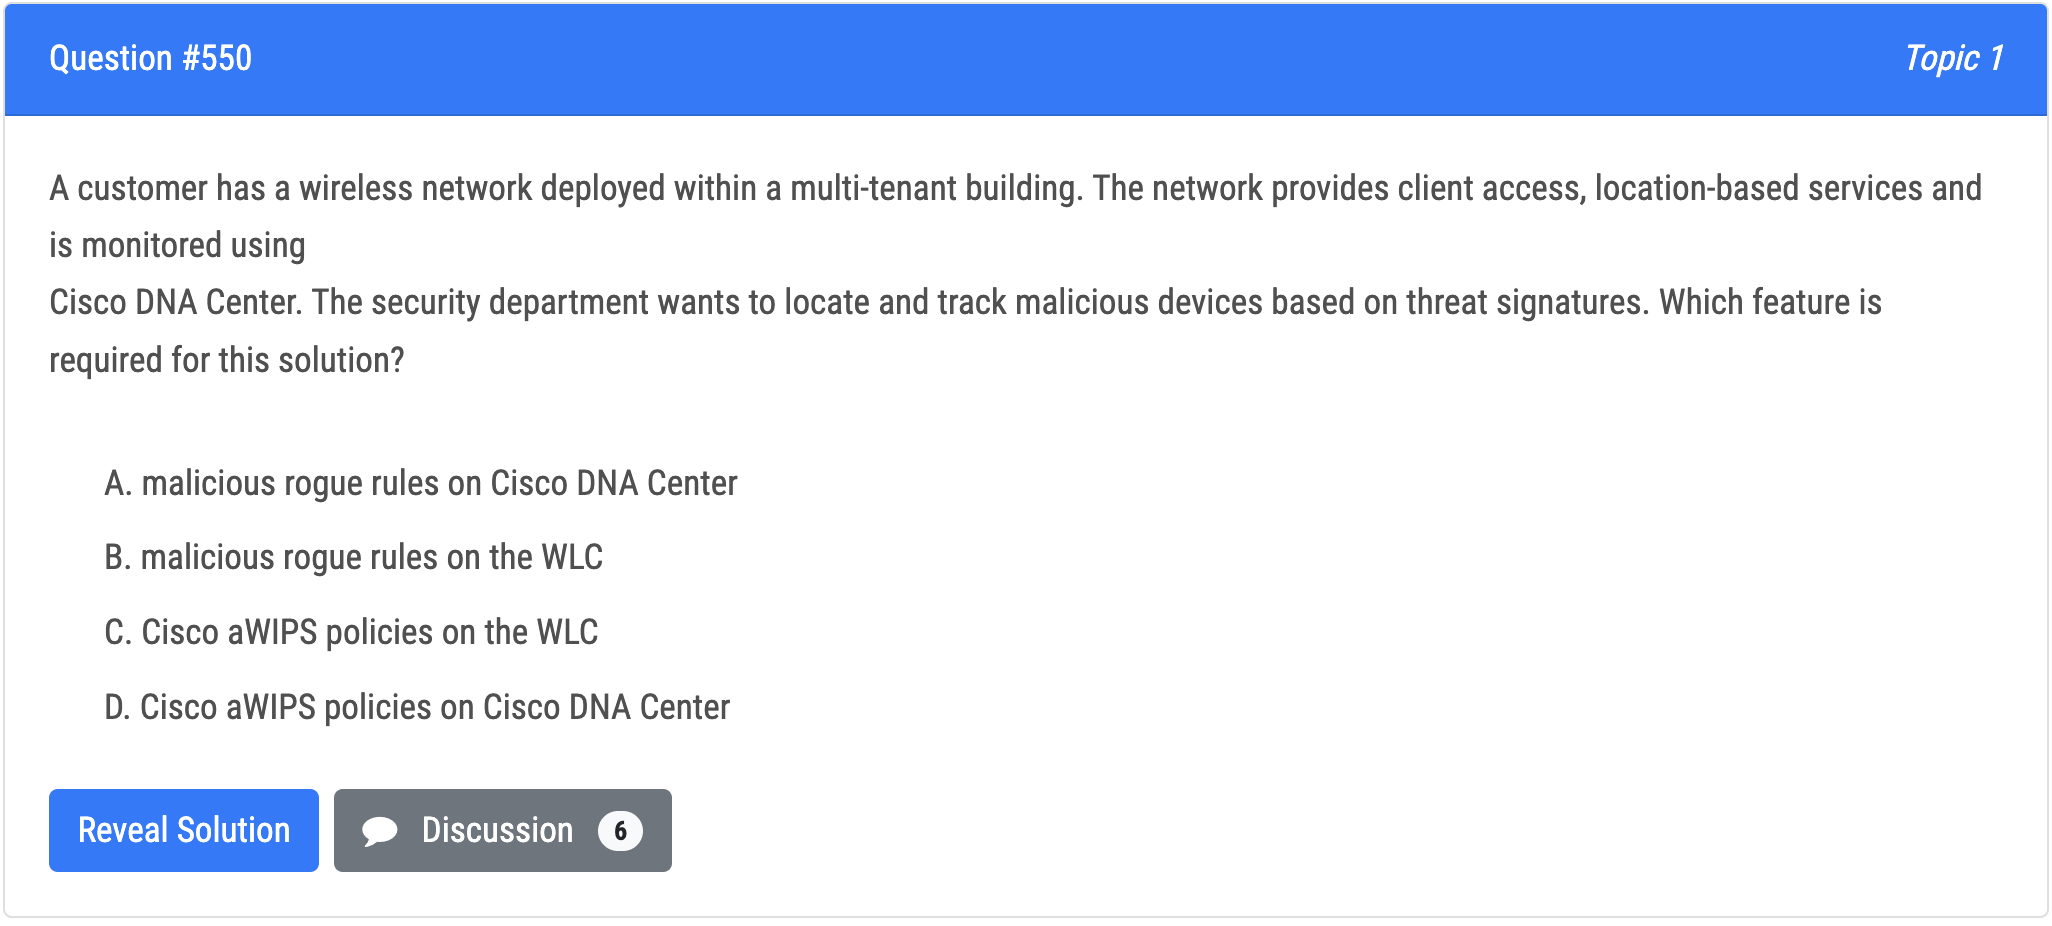 Question #550
Topic 1
A customer has a wireless network deployed within a multi-tenant building. The network provides client access, location-based services and
is monitored using
Cisco DNA Center. The security department wants to locate and track malicious devices based on threat signatures. Which feature is
required for this solution?
A. malicious rogue rules on Cisco DNA Center
B. malicious rogue rules on the WLC
C. Cisco aWIPS policies on the WLC
D. Cisco aWIPS policies on Cisco DNA Center
Reveal Solution
Discussion 6